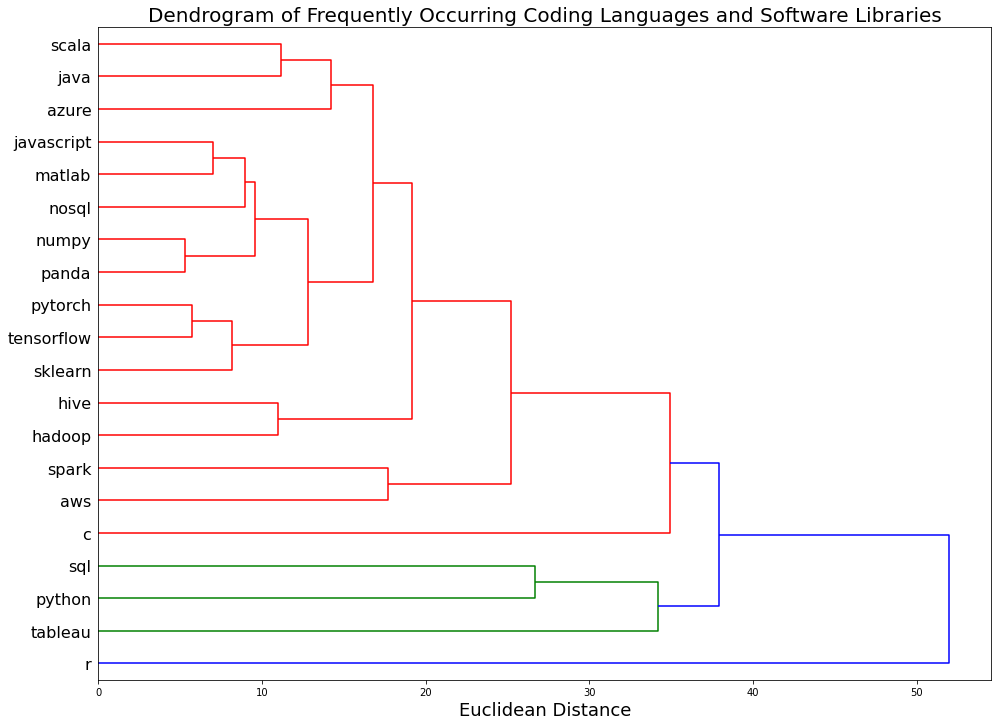 Dendrogram of Frequently Occurring Coding Languages and Software Libraries
scala
java
azure
javascript
matlab
nosql
numpy
panda
pytorch
tensorflow
sklearn
hive
hadoop
spark
aws
c
sql
python
tableau
r
0 10 20 30 40 50
Euclidean Distance